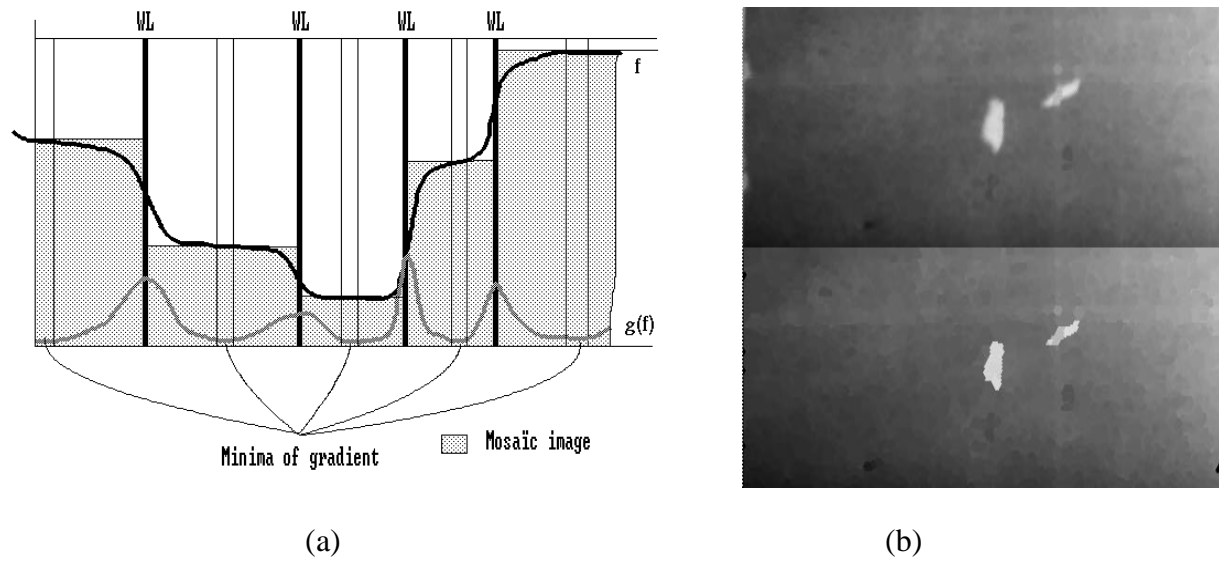 WL WL WL WL
f
g(f)
Minima of gradient
Mosaïc image
(a) (b)